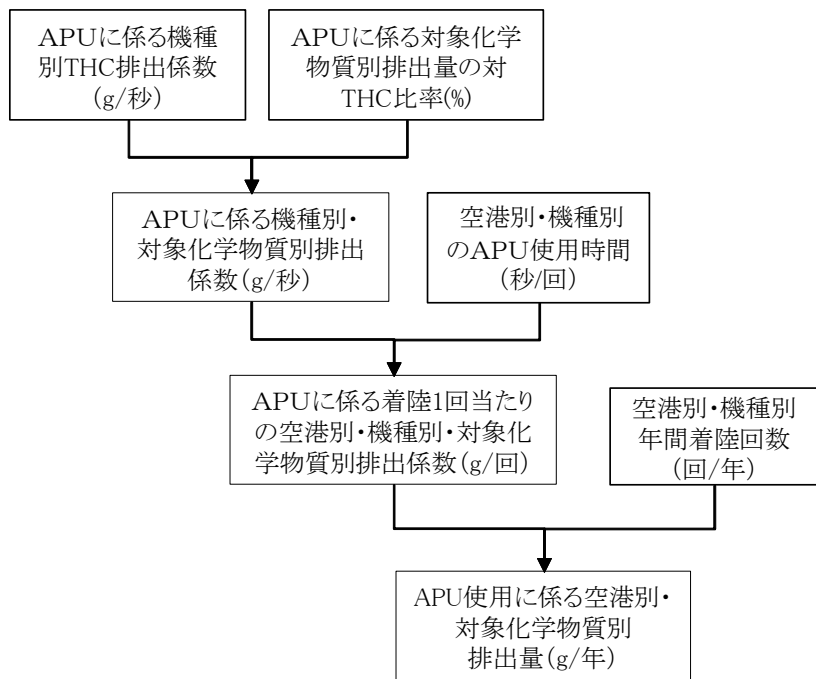 APUに係る機種
別THC排出係数
(g/秒)
APUに係る対象化学
物質別排出量の対
THC比率(%)
APUに係る機種別・
対象化学物質別排出
係数(g/秒)
空港別・機種別
のAPU使用時間
(秒/回)
APUに係る着陸1回当たり
の空港別・機種別・対象化
学物質別排出係数(g/回)
空港別・機種別
年間着陸回数
(回/年)
APU使用に係る空港別・
対象化学物質別
排出量(g/年)